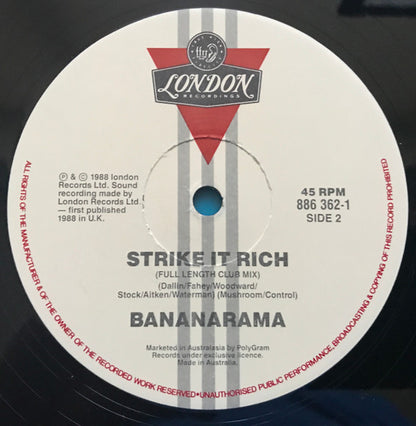 LONDON
RECORDINGS
℗ & © 1988 london
Records Ltd. Sound
recording made by
London Records Ltd
— first published
1988 in U.K.
45 RPM
886 362-1
SIDE 2
STRIKE IT RICH
(FULL LENGTH CLUB MIX)
(Dallin/Fahey/Woodward/
Stock/Aitken/Waterman) (Mushroom/Control)
BANANARAMA
Marketed in Australasia by PolyGram
Records under exclusive licence.
Made in Australia.
ALL RIGHTS OF THE MANUFACTURER & OF THE OWNER OF THE RECORDED WORK RESERVED•UNAUTHORISED PUBLIC PERFORMANCE BROADCASTING & COPYING OF THIS RECORD PROHIBITED